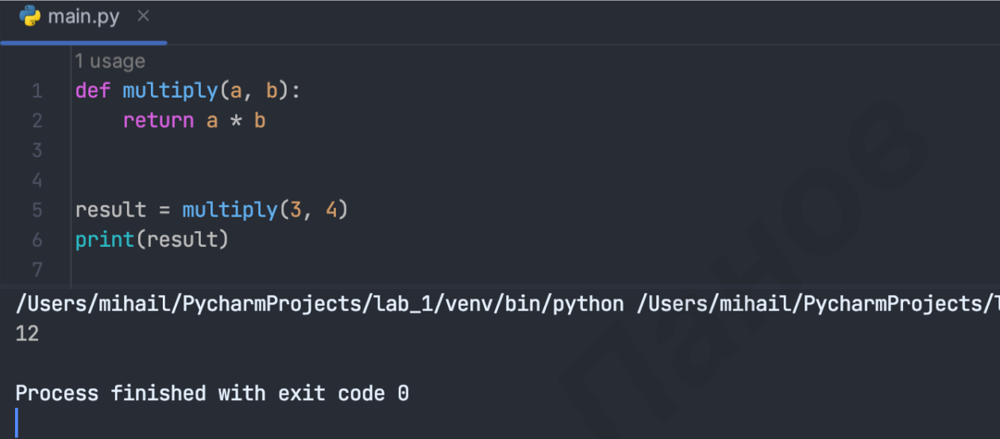 main.py
1 usage
1 def multiply(a, b):
2     return a * b
3
4
5 result = multiply(3, 4)
6 print(result)
7
/Users/mihail/PycharmProjects/lab_1/venv/bin/python /Users/mihail/PycharmProjects/
12
Process finished with exit code 0
Панов